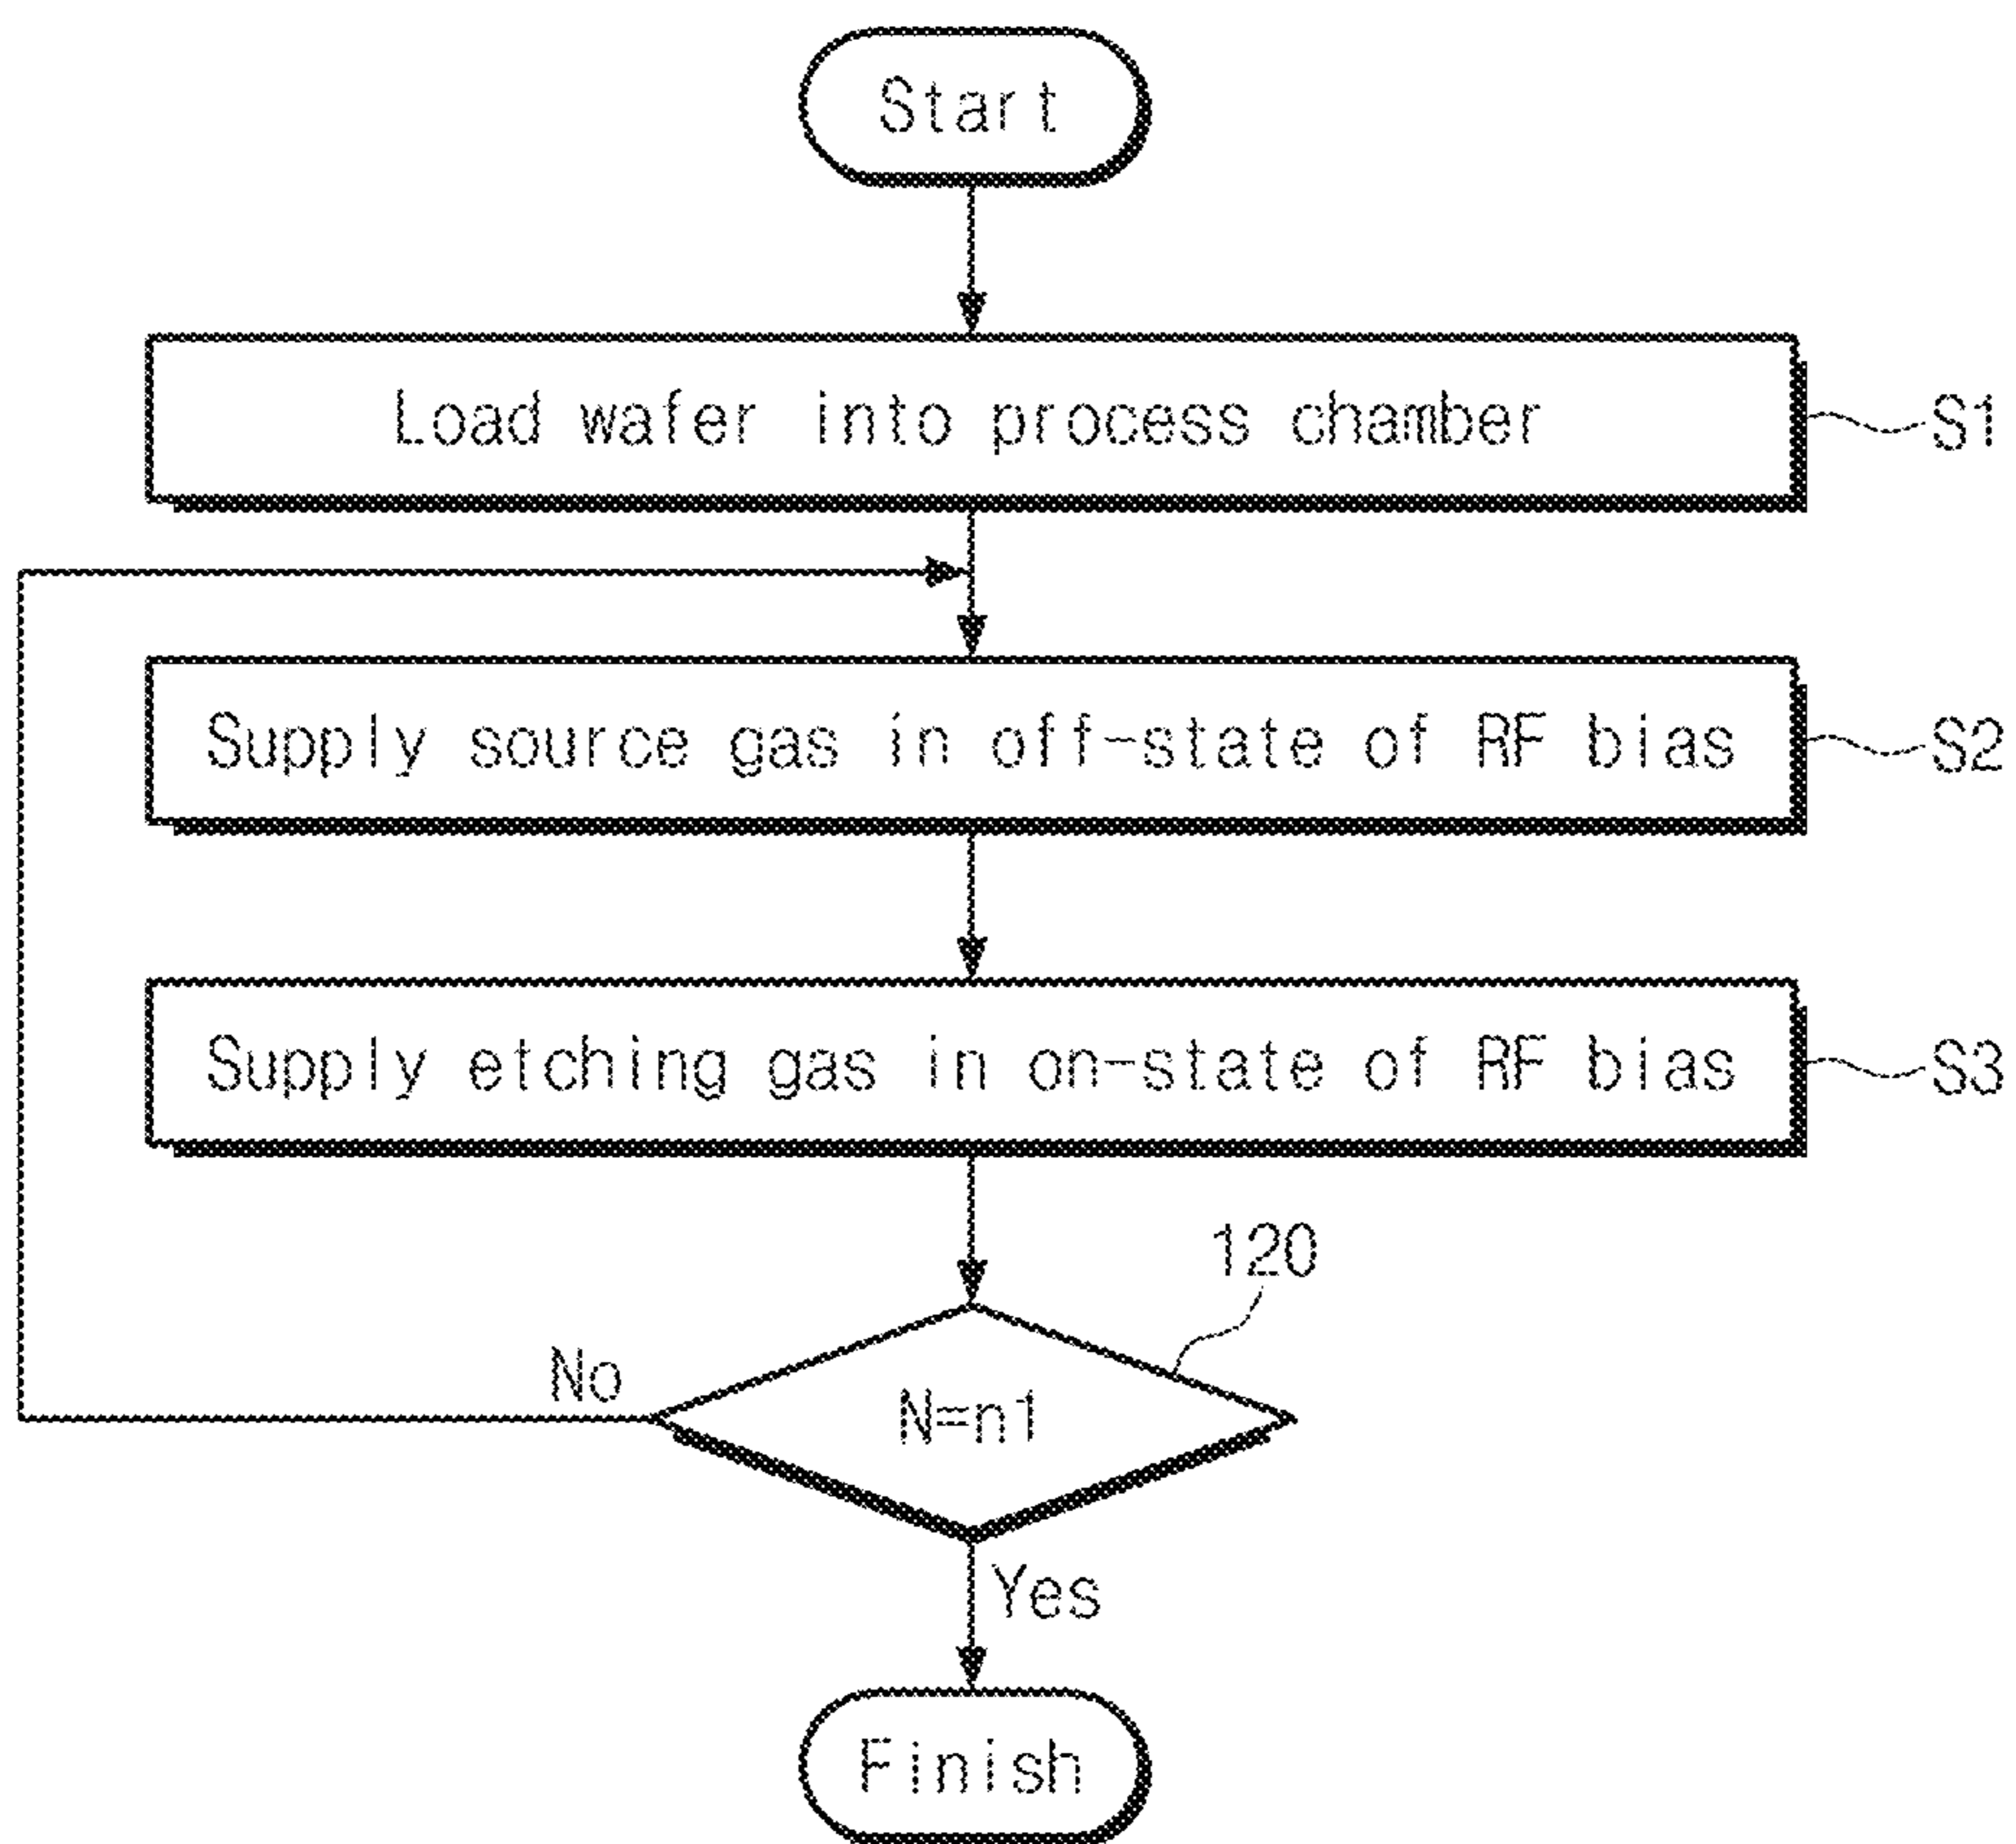 Start
Load wafer into process chamber
S1
Supply source gas in off-state of RF bias
S2
Supply etching gas in on-state of RF bias
S3
120
No
N=n1
Yes
Finish